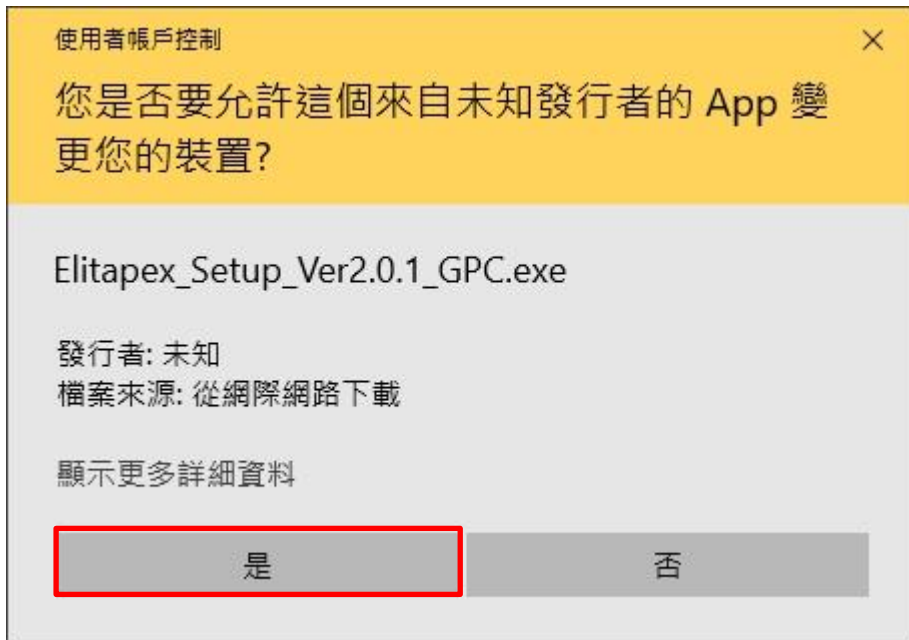 使用者帳戶控制
您是否要允許這個來自未知發行者的 App 變
更您的裝置?
Elitapex_Setup_Ver2.0.1_GPC.exe
發行者: 未知
檔案來源: 從網際網路下載
顯示更多詳細資料
是
否